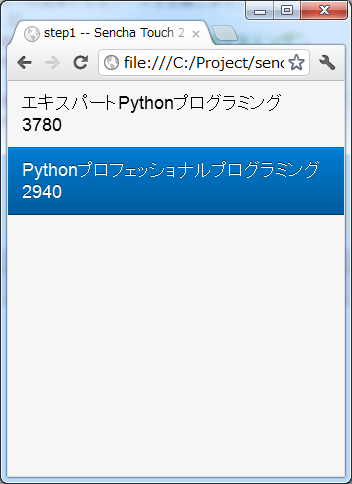 step1 -- Sencha Touch 2
file:///C:/Project/senc
エキスパートPythonプログラミング
3780
Pythonプロフェッショナルプログラミング
2940